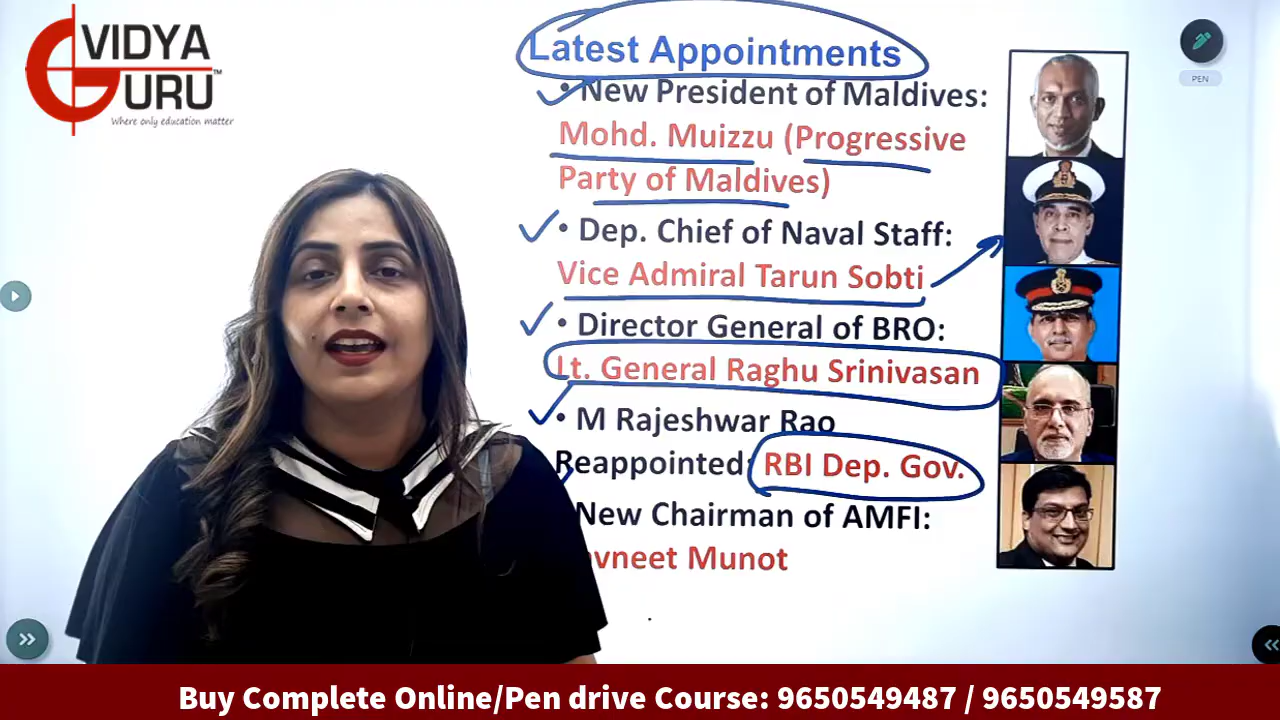 VIDYA
GURU™
Where only education matter
Latest Appointments
PEN
• New President of Maldives:
Mohd. Muizzu (Progressive
Party of Maldives)
• Dep. Chief of Naval Staff:
Vice Admiral Tarun Sobti
• Director General of BRO:
Lt. General Raghu Srinivasan
• M Rajeshwar Rao
Reappointed: RBI Dep. Gov.
New Chairman of AMFI:
Munot
Buy Complete Online/Pen drive Course: 9650549487 / 9650549587